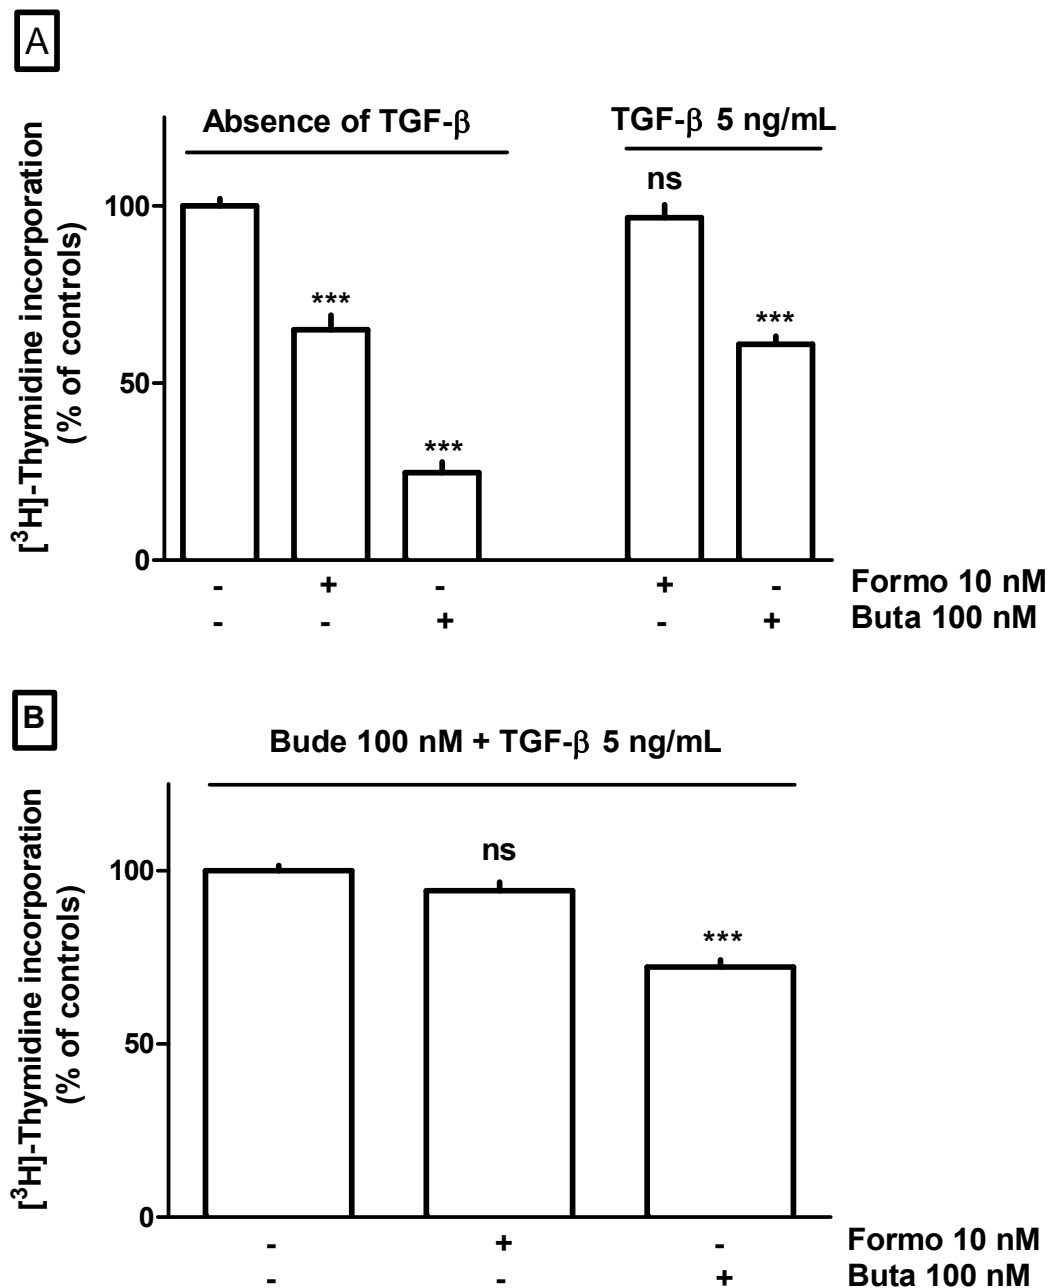 A
Absence of TGF-β
TGF-β 5 ng/mL
[³H]-Thymidine incorporation
(% of controls)
100
50
0
***
***
ns
***
- + - + - Formo 10 nM
- - + - + Buta 100 nM
B
Bude 100 nM + TGF-β 5 ng/mL
[³H]-Thymidine incorporation
(% of controls)
100
50
0
ns
***
- + - Formo 10 nM
- - + Buta 100 nM